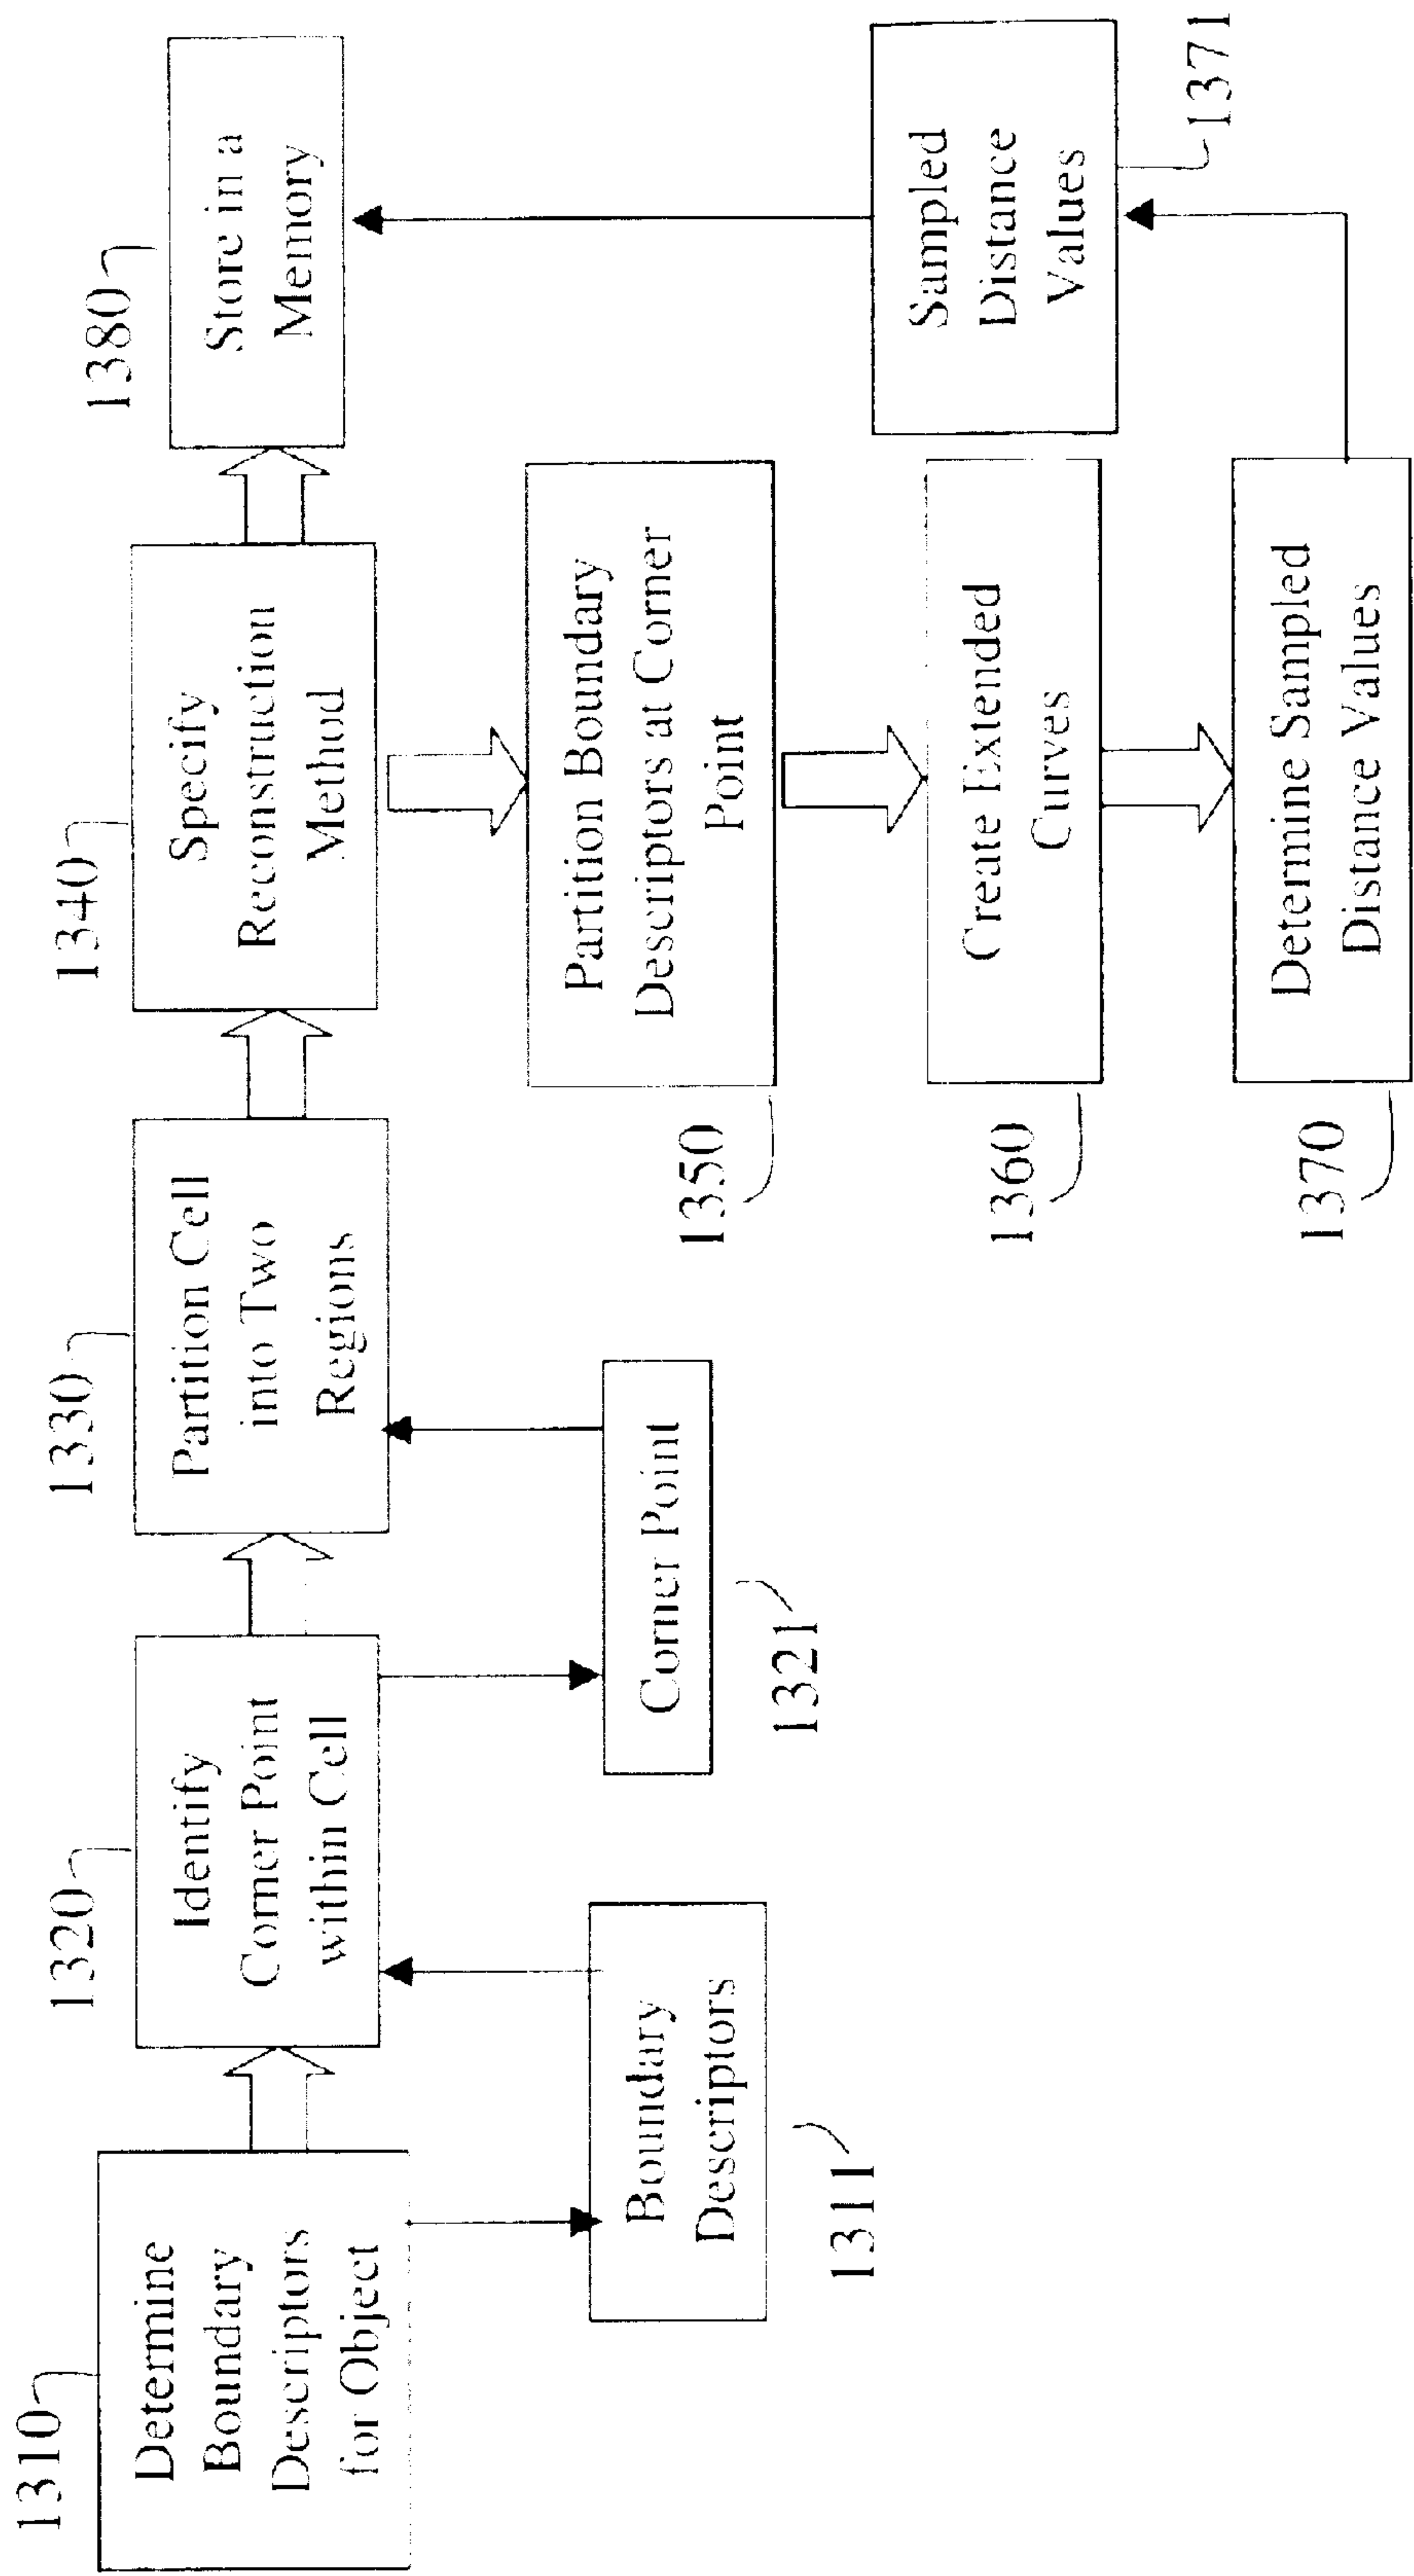 1310
Determine
Boundary
Descriptors
for Object
1311
Boundary
Descriptors
1320
Identify
Corner Point
within Cell
1321
Corner Point
1330
Partition Cell
into Two
Regions
1340
Specify
Reconstruction
Method
1380
Store in a
Memory
1350
Partition Boundary
Descriptors at Corner
Point
1360
Create Extended
Curves
1370
Determine Sampled
Distance Values
Sampled
Distance
Values
1371